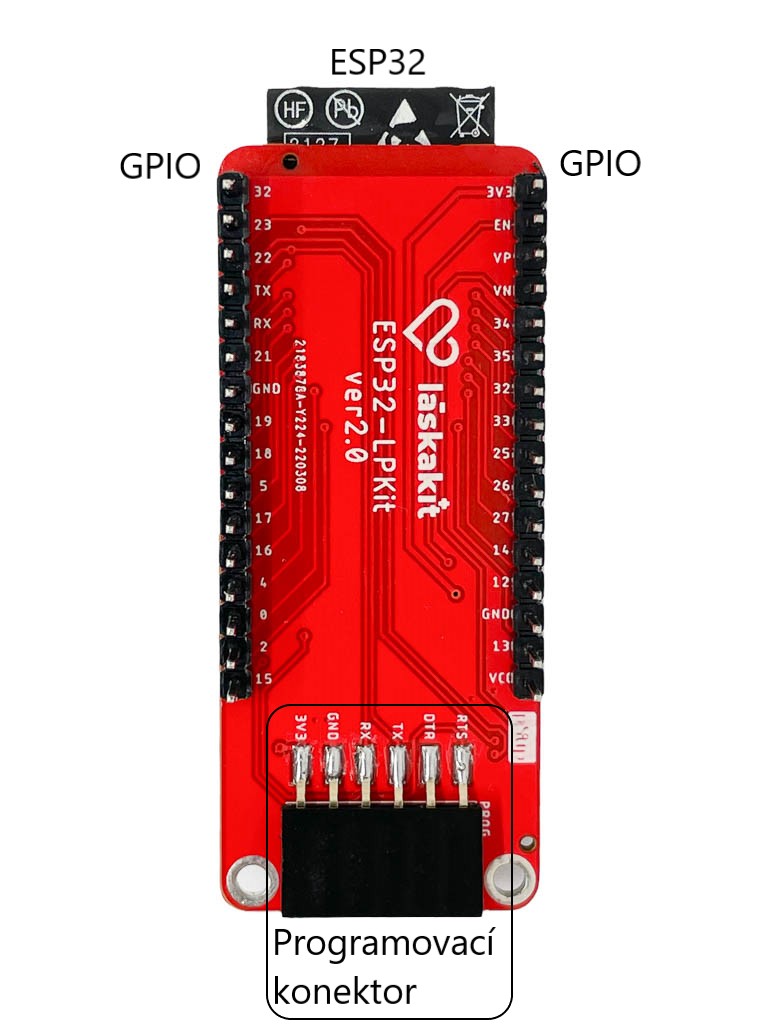 ESP32
HF
Pb
2127
GPIO
GPIO
32
23
22
TX
RX
21
GND
19
18
5
17
16
4
0
2
15
3V3
EN
VP
VN
34
35
32
33
25
26
27
14
12
GND
13
VCC
2183870A-Y224-220308
láskakit
ESP32-LPKit
ver2.0
3V3
GND
RX
TX
DTR
RTS
PROG
Programovací
konektor